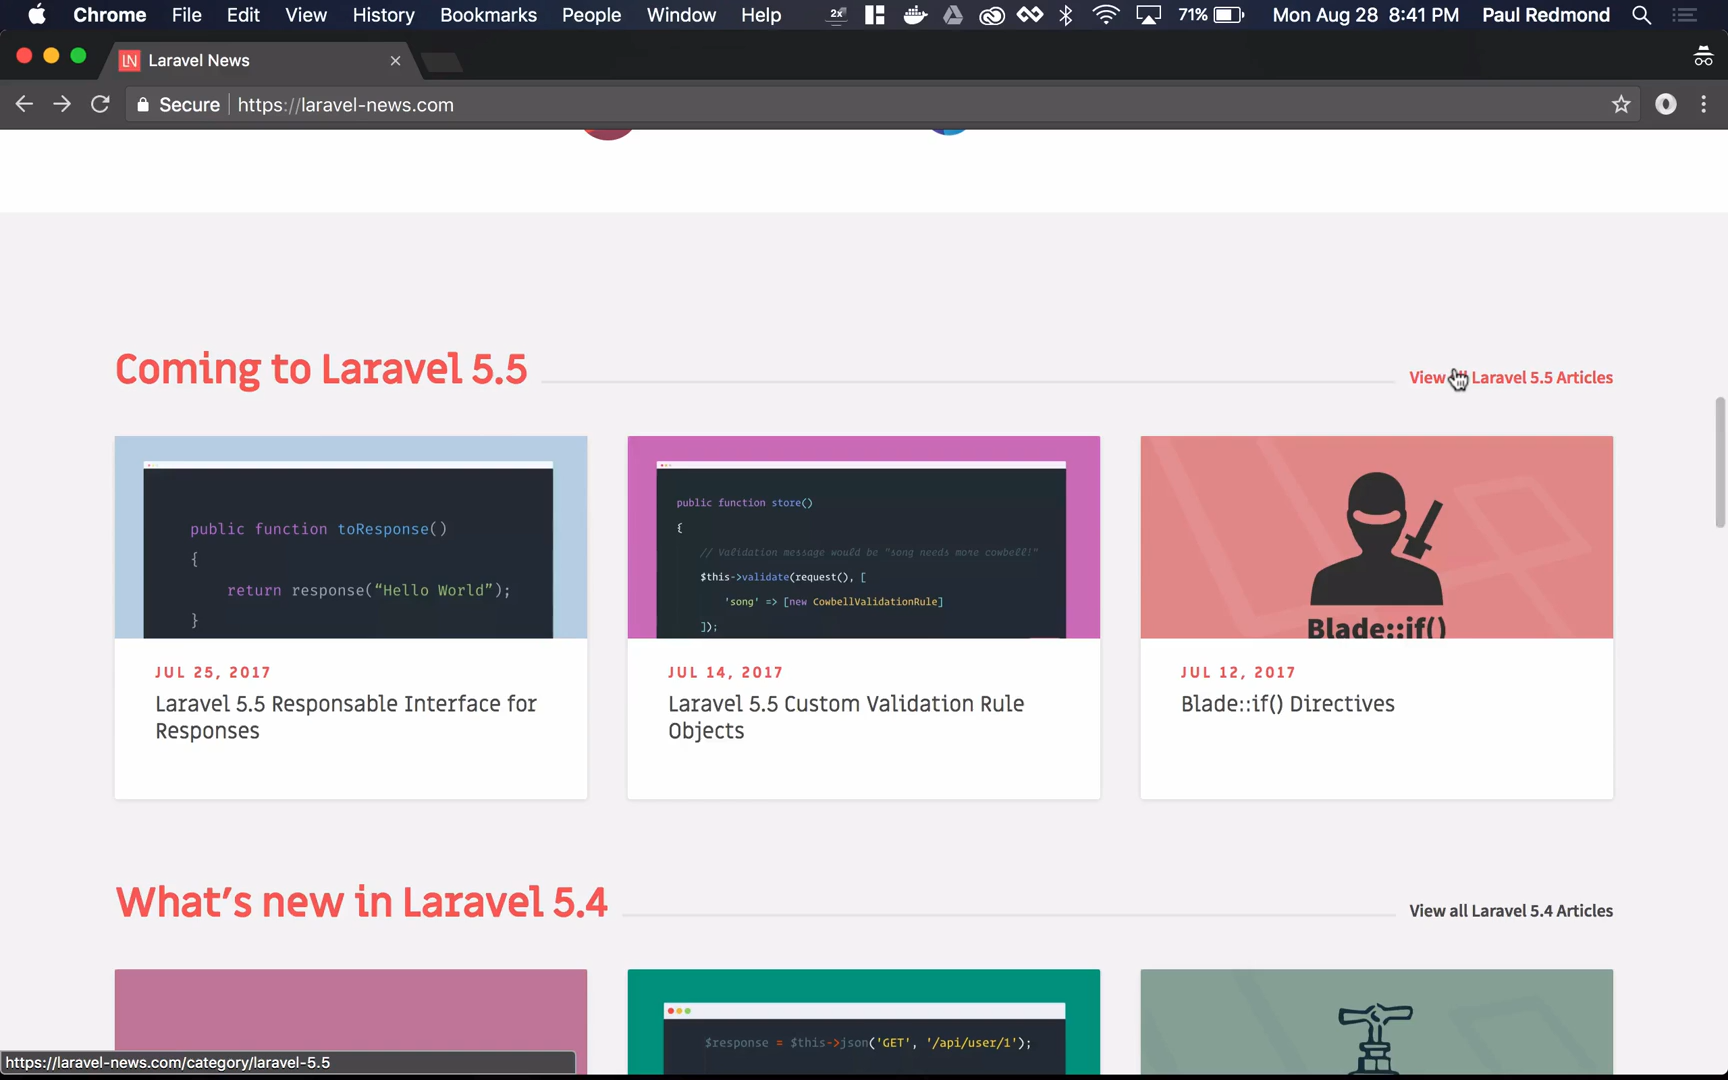 Chrome File Edit View History Bookmarks People Window Help 2x 71% Mon Aug 28 8:41 PM Paul Redmond
LN Laravel News
Secure https://laravel-news.com
Coming to Laravel 5.5
View all Laravel 5.5 Articles
public function toResponse()
{
return response(“Hello World”);
}
public function store()
{
// Validation message would be "song needs more cowbell!"
$this->validate(request(), [
'song' => [new CowbellValidationRule]
]);
Blade::if()
JUL 25, 2017
Laravel 5.5 Responsable Interface for
Responses
JUL 14, 2017
Laravel 5.5 Custom Validation Rule
Objects
JUL 12, 2017
Blade::if() Directives
What’s new in Laravel 5.4
View all Laravel 5.4 Articles
$response = $this->json('GET', '/api/user/1');
https://laravel-news.com/category/laravel-5.5